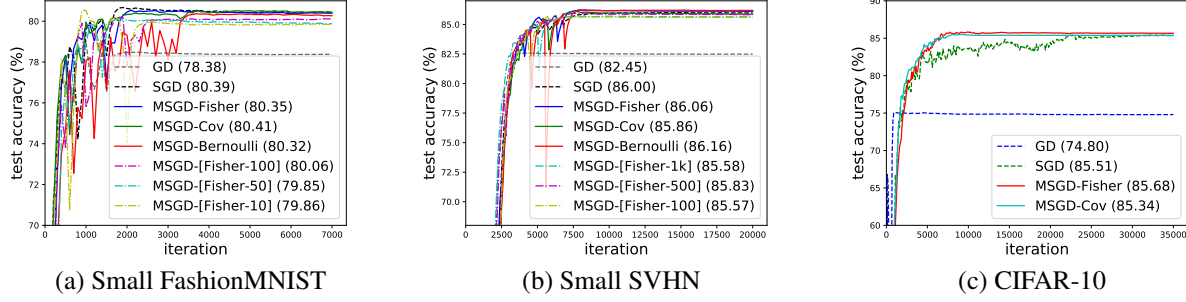 test accuracy (%)
82
80
78
76
74
72
70
GD (78.38)
SGD (80.39)
MSGD-Fisher (80.35)
MSGD-Cov (80.41)
MSGD-Bernoulli (80.32)
MSGD-[Fisher-100] (80.06)
MSGD-[Fisher-50] (79.85)
MSGD-[Fisher-10] (79.86)
0 1000 2000 3000 4000 5000 6000 7000
iteration
(a) Small FashionMNIST
test accuracy (%)
85.0
82.5
80.0
77.5
75.0
72.5
70.0
GD (82.45)
SGD (86.00)
MSGD-Fisher (86.06)
MSGD-Cov (85.86)
MSGD-Bernoulli (86.16)
MSGD-[Fisher-1k] (85.58)
MSGD-[Fisher-500] (85.83)
MSGD-[Fisher-100] (85.57)
0 2500 5000 7500 10000 12500 15000 17500 20000
iteration
(b) Small SVHN
test accuracy (%)
90
85
80
75
70
65
60
GD (74.80)
SGD (85.51)
MSGD-Fisher (85.68)
MSGD-Cov (85.34)
0 5000 10000 15000 20000 25000 30000 35000
iteration
(c) CIFAR-10